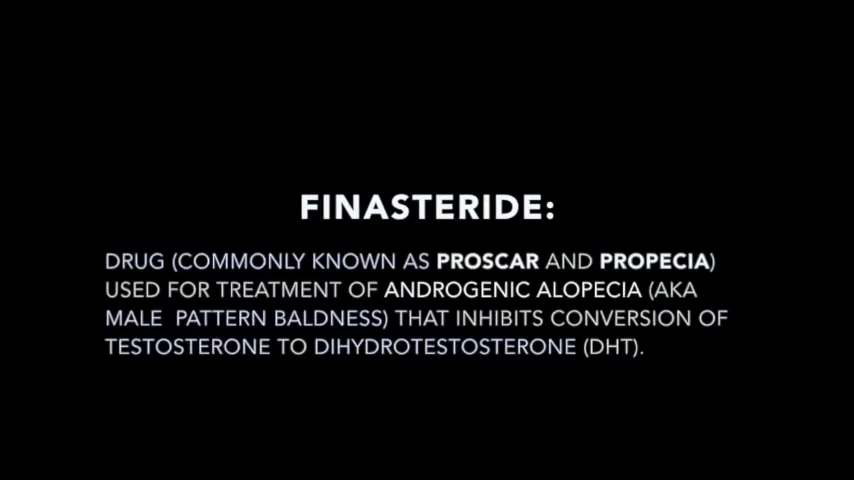 FINASTERIDE:
DRUG (COMMONLY KNOWN AS PROSCAR AND PROPECIA)
USED FOR TREATMENT OF ANDROGENIC ALOPECIA (AKA
MALE PATTERN BALDNESS) THAT INHIBITS CONVERSION OF
TESTOSTERONE TO DIHYDROTESTOSTERONE (DHT).